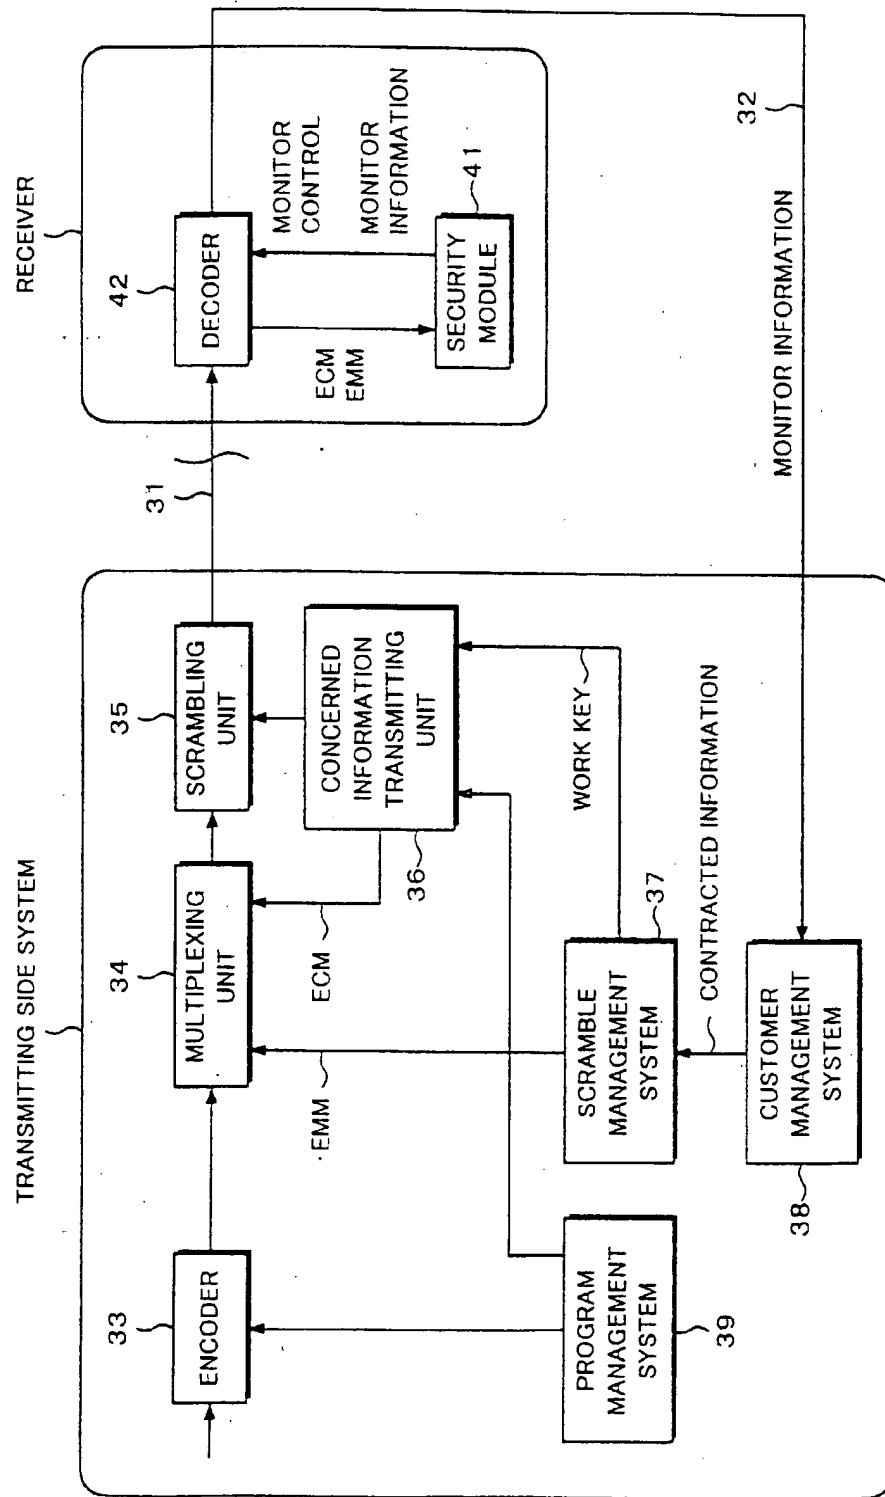 TRANSMITTING SIDE SYSTEM
RECEIVER
33
ENCODER
34
MULTIPLEXING
UNIT
35
SCRAMBLING
UNIT
31
42
DECODER
EMM
ECM
CONCERNED
INFORMATION
TRANSMITTING
UNIT
36
ECM
EMM
MONITOR
CONTROL
MONITOR
INFORMATION
SECURITY
MODULE
41
WORK KEY
PROGRAM
MANAGEMENT
SYSTEM
39
SCRAMBLE
MANAGEMENT
SYSTEM
37
CONTRACTED INFORMATION
CUSTOMER
MANAGEMENT
SYSTEM
38
MONITOR INFORMATION
32